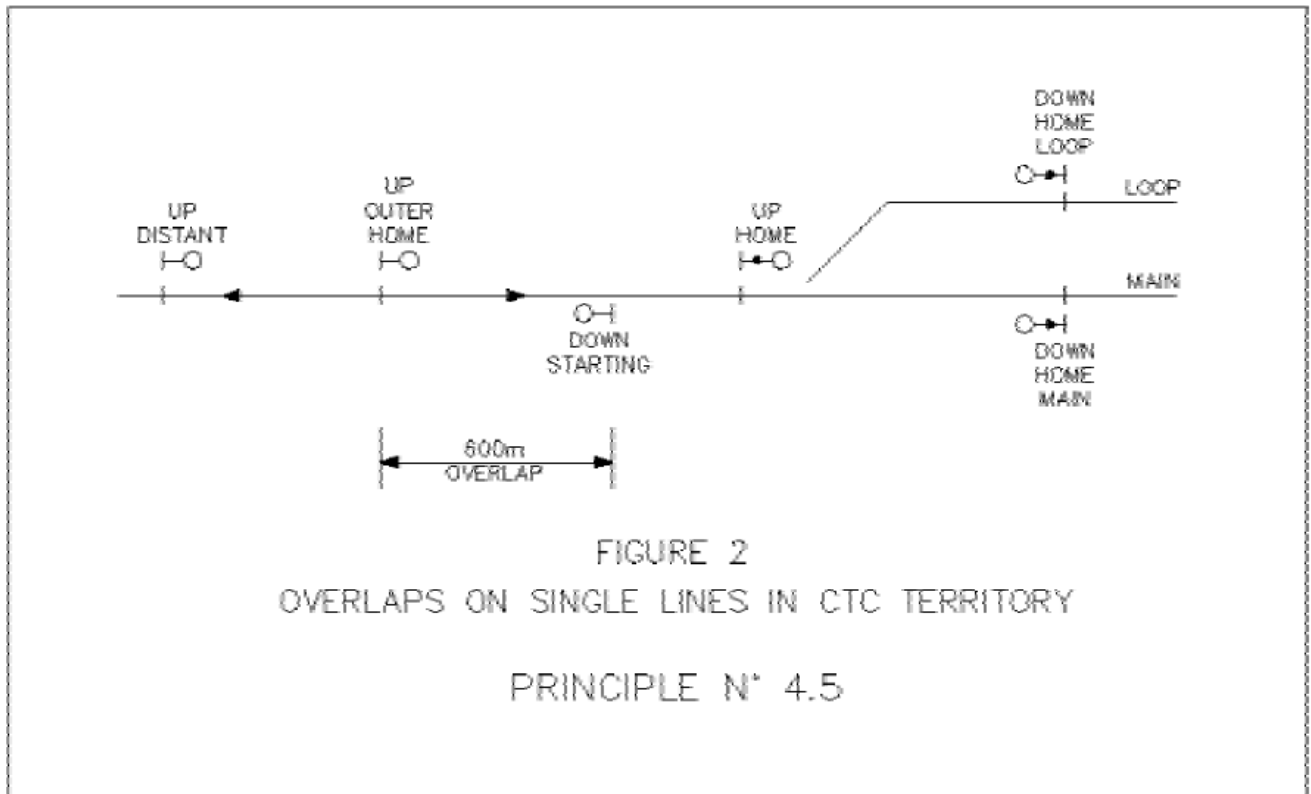 DOWN
HOME
LOOP
LOOP
UP
DISTANT
UP
OUTER
HOME
UP
HOME
MAIN
DOWN
STARTING
DOWN
HOME
MAIN
600m
OVERLAP
FIGURE 2
OVERLAPS ON SINGLE LINES IN CTC TERRITORY
PRINCIPLE N° 4.5